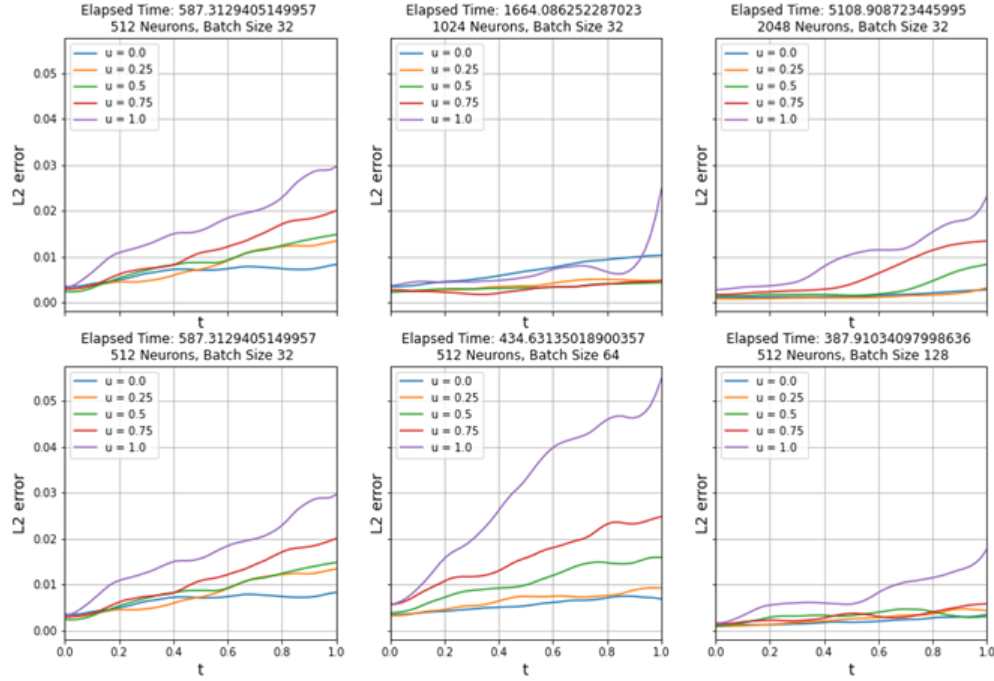 Elapsed Time: 587.3129405149957
512 Neurons, Batch Size 32
Elapsed Time: 1664.086252287023
1024 Neurons, Batch Size 32
Elapsed Time: 5108.908723445995
2048 Neurons, Batch Size 32
L2 error
0.05
0.04
0.03
0.02
0.01
0.00
u = 0.0
u = 0.25
u = 0.5
u = 0.75
u = 1.0
t
L2 error
u = 0.0
u = 0.25
u = 0.5
u = 0.75
u = 1.0
t
L2 error
u = 0.0
u = 0.25
u = 0.5
u = 0.75
u = 1.0
t
Elapsed Time: 587.3129405149957
512 Neurons, Batch Size 32
Elapsed Time: 434.63135018900357
512 Neurons, Batch Size 64
Elapsed Time: 387.91034097998636
512 Neurons, Batch Size 128
L2 error
0.05
0.04
0.03
0.02
0.01
0.00
u = 0.0
u = 0.25
u = 0.5
u = 0.75
u = 1.0
0.0 0.2 0.4 0.6 0.8 1.0
t
L2 error
u = 0.0
u = 0.25
u = 0.5
u = 0.75
u = 1.0
0.0 0.2 0.4 0.6 0.8 1.0
t
L2 error
u = 0.0
u = 0.25
u = 0.5
u = 0.75
u = 1.0
0.0 0.2 0.4 0.6 0.8 1.0
t